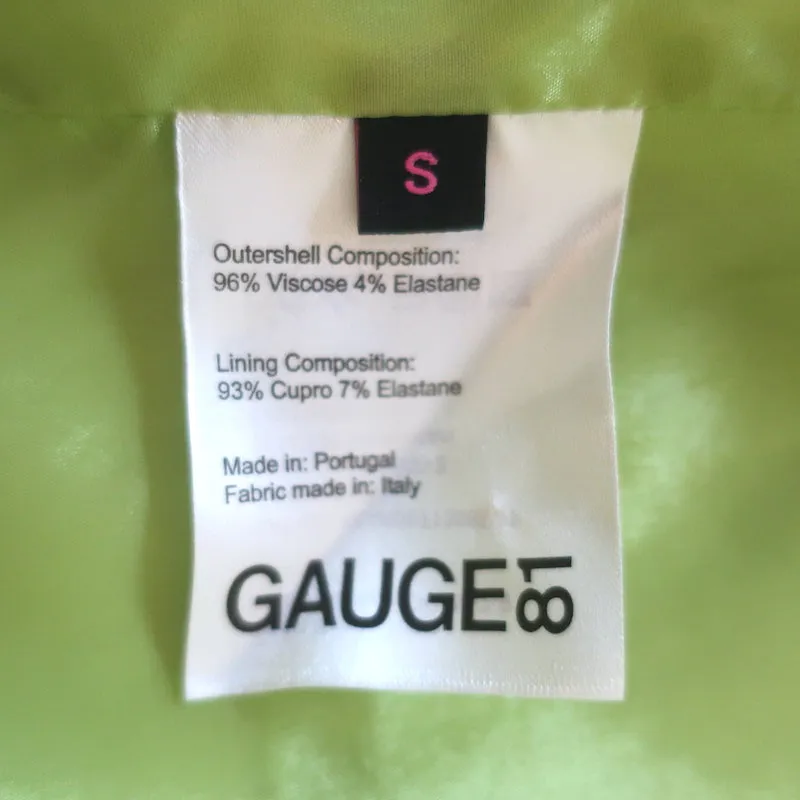 S
Outershell Composition:
96% Viscose 4% Elastane
Lining Composition:
93% Cupro 7% Elastane
Made in: Portugal
Fabric made in: Italy
GAUGE81